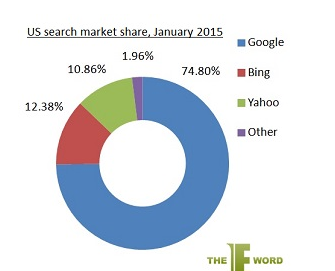 US search market share, January 2015
1.96%
10.86%
74.80%
12.38%
Google
Bing
Yahoo
Other
THE IF WORD